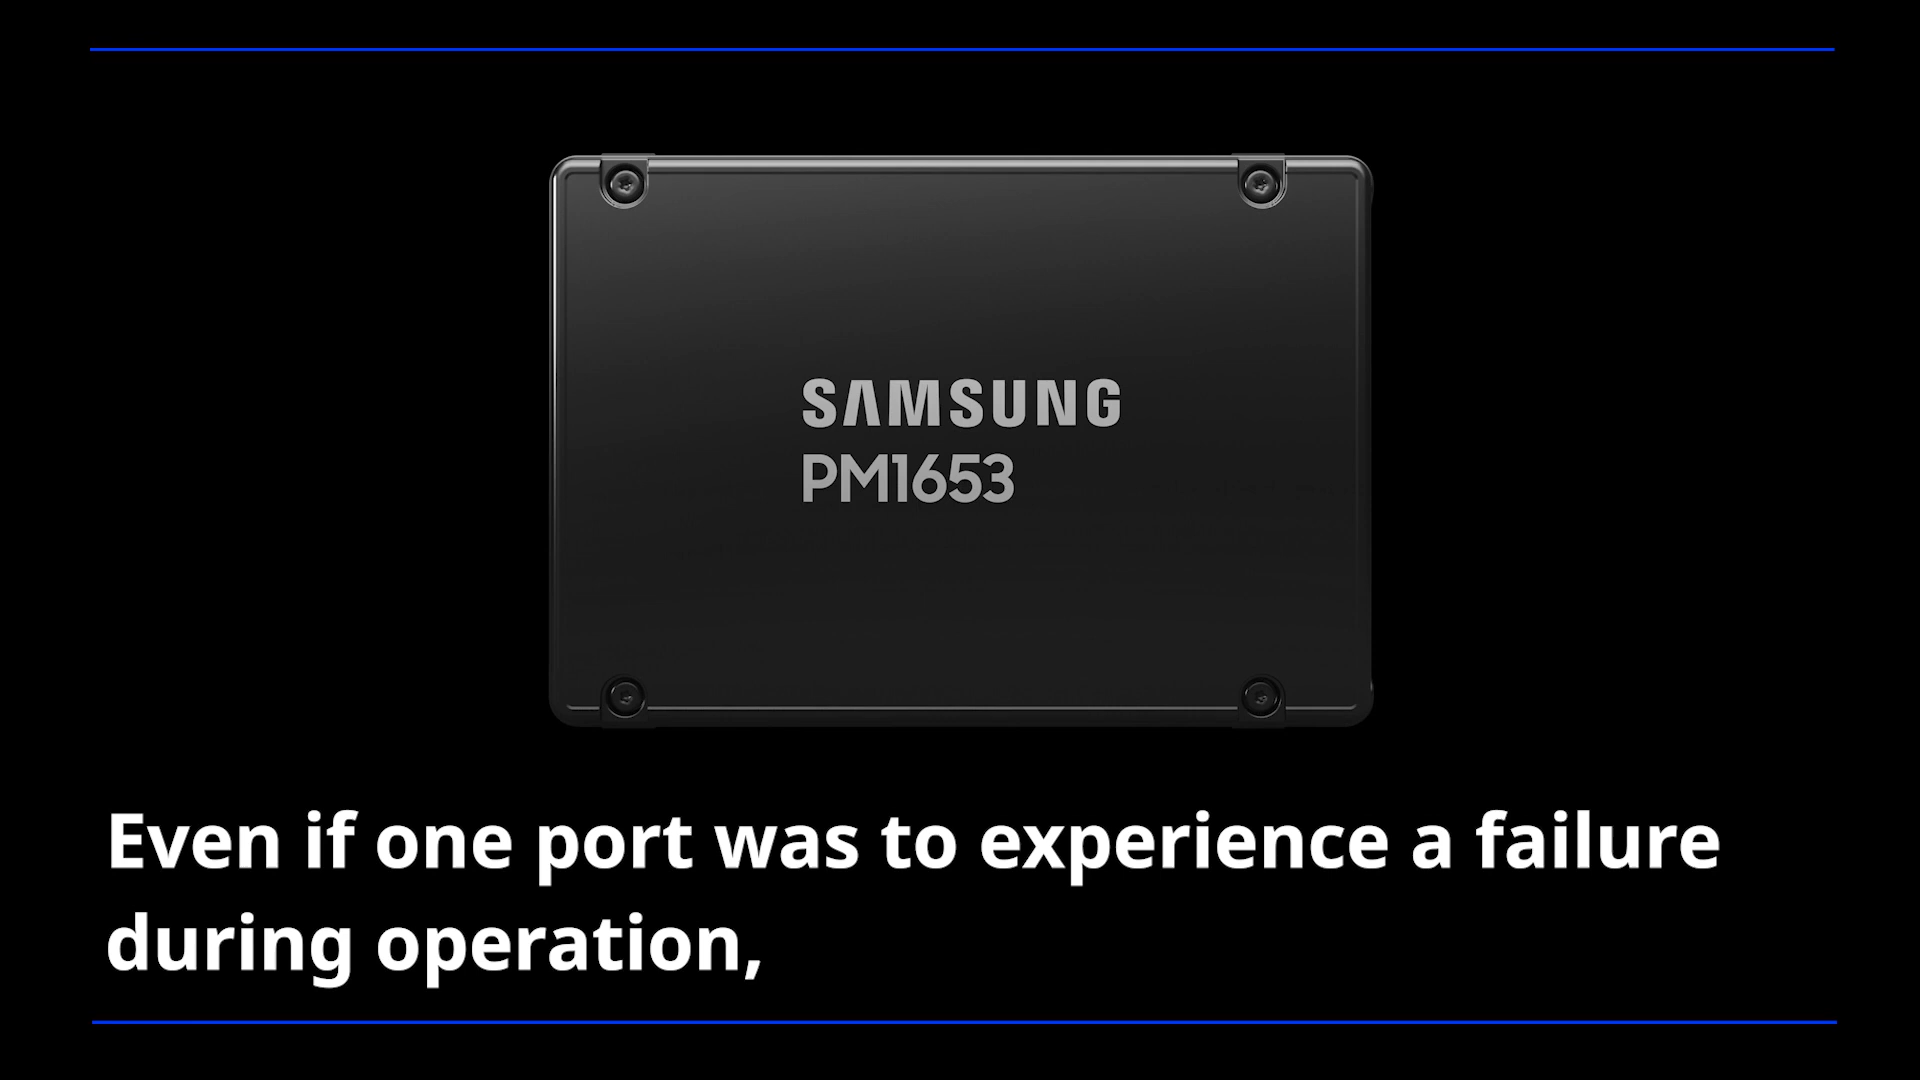 SAMSUNG
PM1653
Even if one port was to experience a failure
during operation,